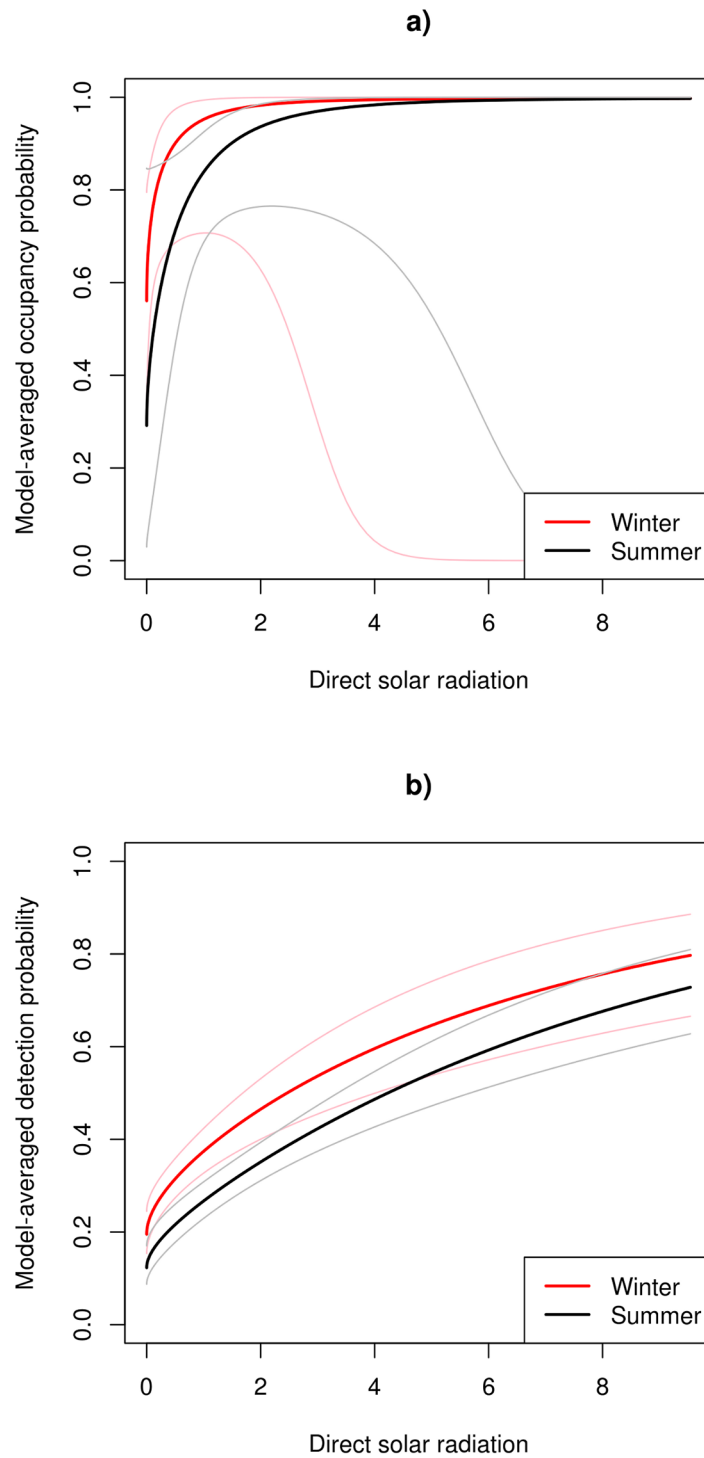 a)
Model-averaged occupancy probability
1.0
0.8
0.6
0.4
0.2
0.0
Winter
Summer
0 2 4 6 8
Direct solar radiation
b)
Model-averaged detection probability
1.0
0.8
0.6
0.4
0.2
0.0
Winter
Summer
0 2 4 6 8
Direct solar radiation